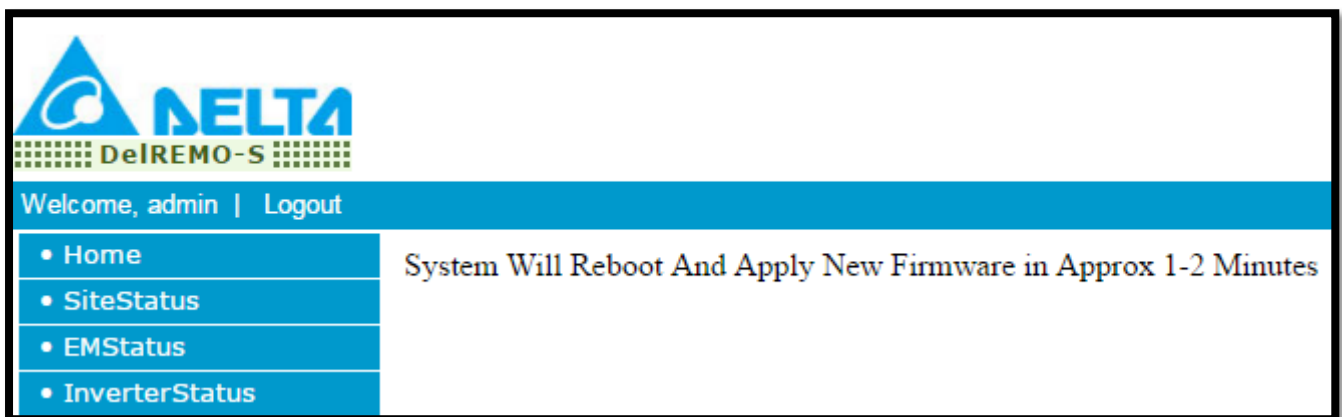 DELTA
DelREMO-S
Welcome, admin | Logout
• Home
System Will Reboot And Apply New Firmware in Approx 1-2 Minutes
• SiteStatus
• EMStatus
• InverterStatus